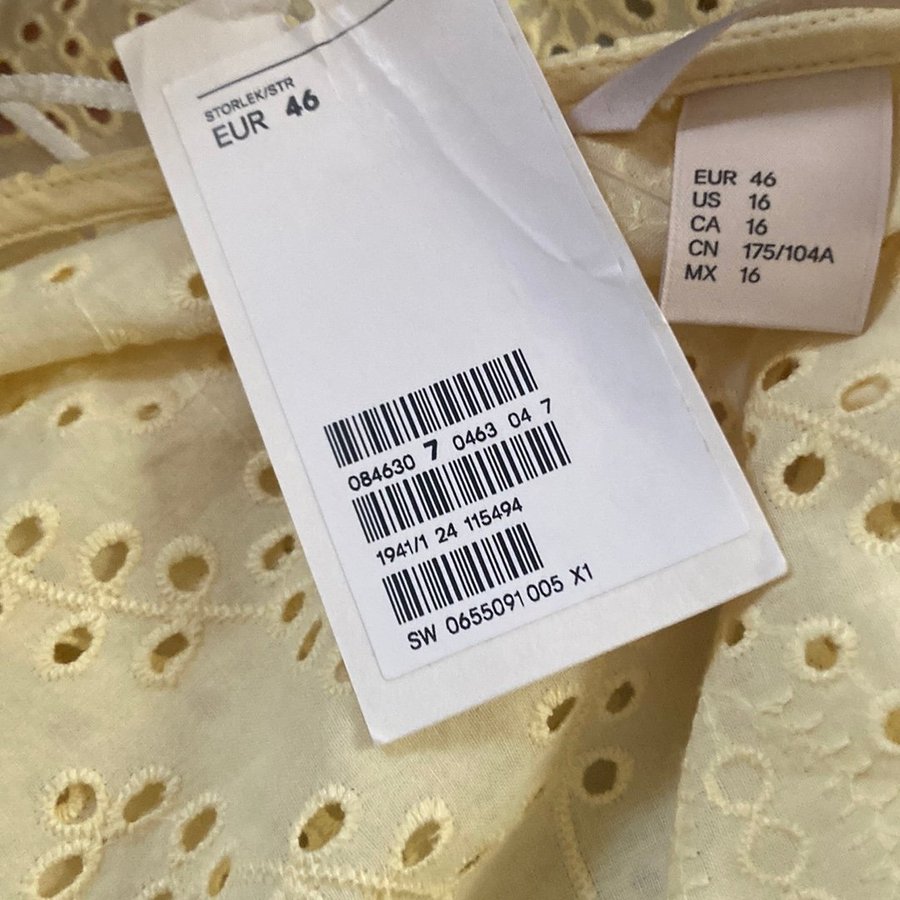 STORLEK/STR
EUR 46
084630 7 0463 04 7
1941/1 24 115494
SW 0655091 005 X1
EUR 46
US 16
CA 16
CN 175/104A
MX 16